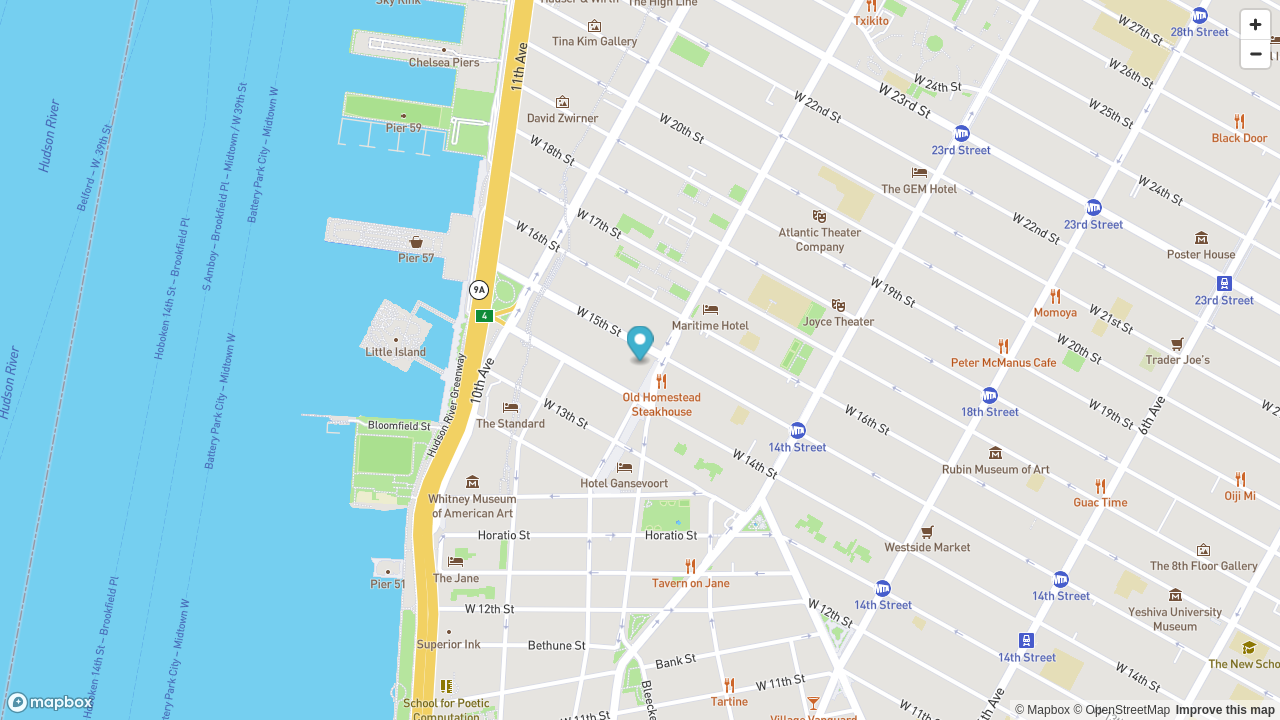 Sky Rink
Hauser & Wirth
The High Line
Tina Kim Gallery
Txikito
W 27th St
28th Street
+
−
Chelsea Piers
11th Ave
W 24th St
W 26th St
W 23rd St
W 22nd St
W 25th St
Hudson River
Belford – W 39th St
S Amboy – Brookfield Pl – Midtown / W 39th St
Battery Park City – Midtown W
Pier 59
David Zwirner
W 20th St
23rd Street
Black Door
W 18th St
The GEM Hotel
W 24th St
W 17th St
Atlantic Theater
Company
23rd Street
W 22nd St
W 16th St
Pier 57
Poster House
Hoboken 14th St – Brookfield Pl
9A
4
W 19th St
23rd Street
W 15th St
Maritime Hotel
Joyce Theater
Momoya
W 21st St
Little Island
W 20th St
Trader Joe's
Peter McManus Cafe
Hudson River
Battery Park City – Midtown W
Hudson River Greenway
10th Ave
Old Homestead
Steakhouse
18th Street
W 19th St
6th Ave
The Standard
W 13th St
W 16th St
Bloomfield St
14th Street
W 14th St
Rubin Museum of Art
W 18th St
Hotel Gansevoort
Whitney Museum
of American Art
Guac Time
Oiji Mi
Horatio St
Horatio St
Westside Market
The 8th Floor Gallery
Pier 51
The Jane
Tavern on Jane
14th Street
14th Street
W 12th St
W 12th St
Yeshiva University
Museum
Hoboken 14th St – Brookfield Pl
Battery Park City – Midtown W
Superior Ink
Bethune St
Bank St
14th Street
The New Scho
W 14th St
W 11th St
School for Poetic
Computation
Tartine
Bleecke
W 11th St
Village Vanguard
W 11th
th Ave
mapbox
© Mapbox © OpenStreetMap Improve this map